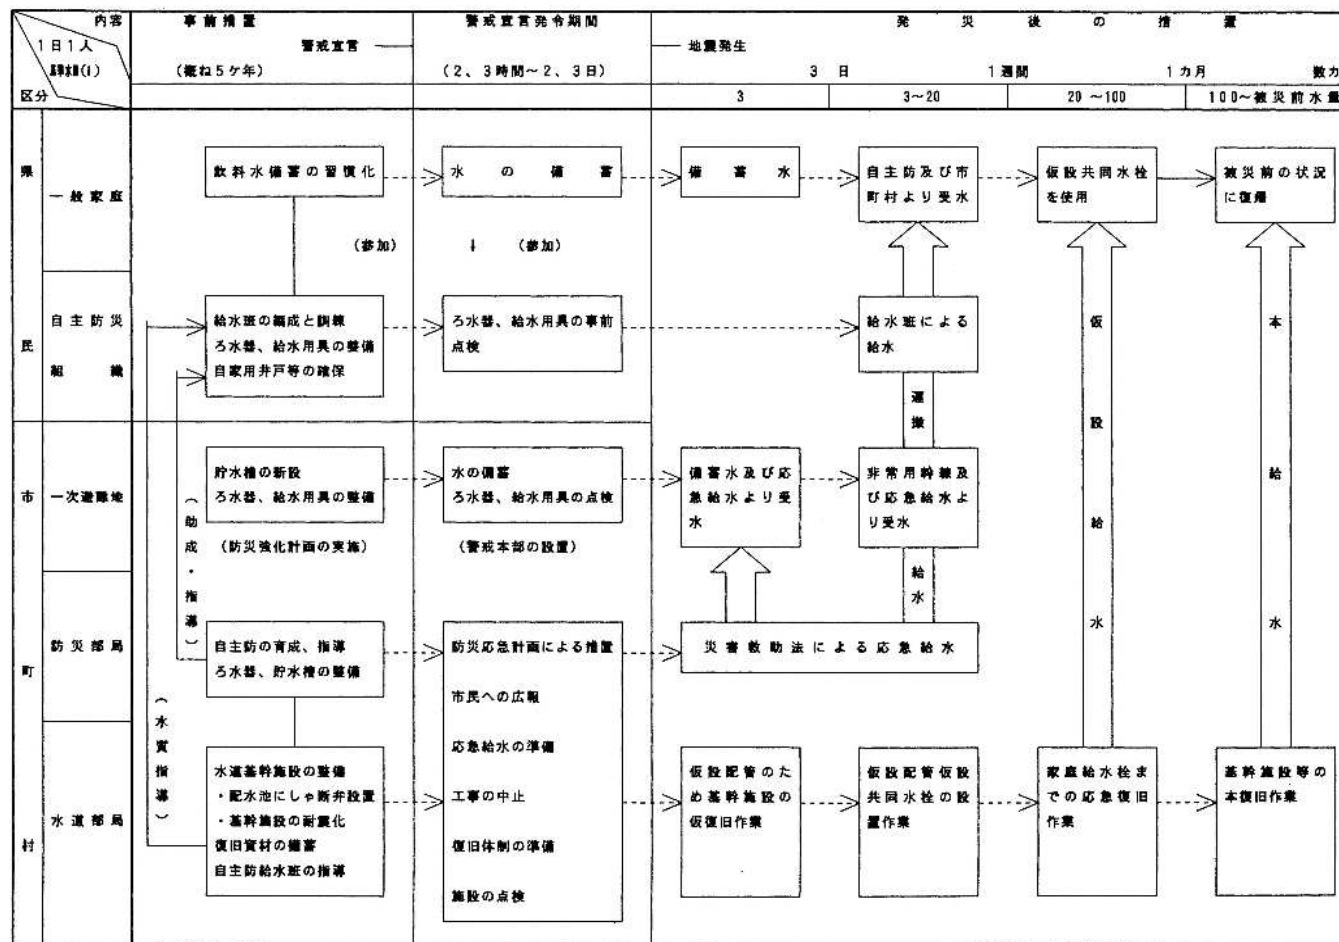 内容
1日1人
区分
事前措置
警戒宣言
(概ね5ケ年)
警戒宣言発令期間
(2、3時間~2、3日)
発災後の措置
地震発生
3日
1週間
1カ月
数カ
3
3~20
20~100
100~被災前水量
県
民
市
町
村
一般家庭
飲料水備蓄の習慣化
水の備蓄
備蓄水
自主防及び市
町村より受水
仮設共同水栓
を使用
被災前の状況
に復帰
(参加)
↓
(参加)
自主防災
組織
給水班の編成と訓練
ろ水器、給水用具の整備
自家用井戸等の確保
ろ水器、給水用具の事前
点検
給水班による
給水
運搬
仮設給水
本給水
一次避難地
貯水槽の新設
ろ水器、給水用具の整備
(防災強化計画の実施)
水の備蓄
ろ水器、給水用具の点検
(警戒本部の設置)
備蓄水及び応
急給水より受
水
非常用幹線及
び応急給水よ
り受水
給水
(助成・指導)
防災部局
自主防の育成、指導
ろ水器、貯水槽の整備
防災応急計画による措置
市民への広報
応急給水の準備
工事の中止
復旧体制の準備
施設の点検
災害救助法による応急給水
(水質指導)
水道部局
水道基幹施設の整備
・配水池にしゃ断弁設置
・基幹施設の耐震化
復旧資材の備蓄
自主防給水班の指導
仮設配管のた
め基幹施設の
仮復旧作業
仮設配管仮設
共同水栓の設
置作業
家庭給水栓ま
での応急復旧
作業
基幹施設等の
本復旧作業